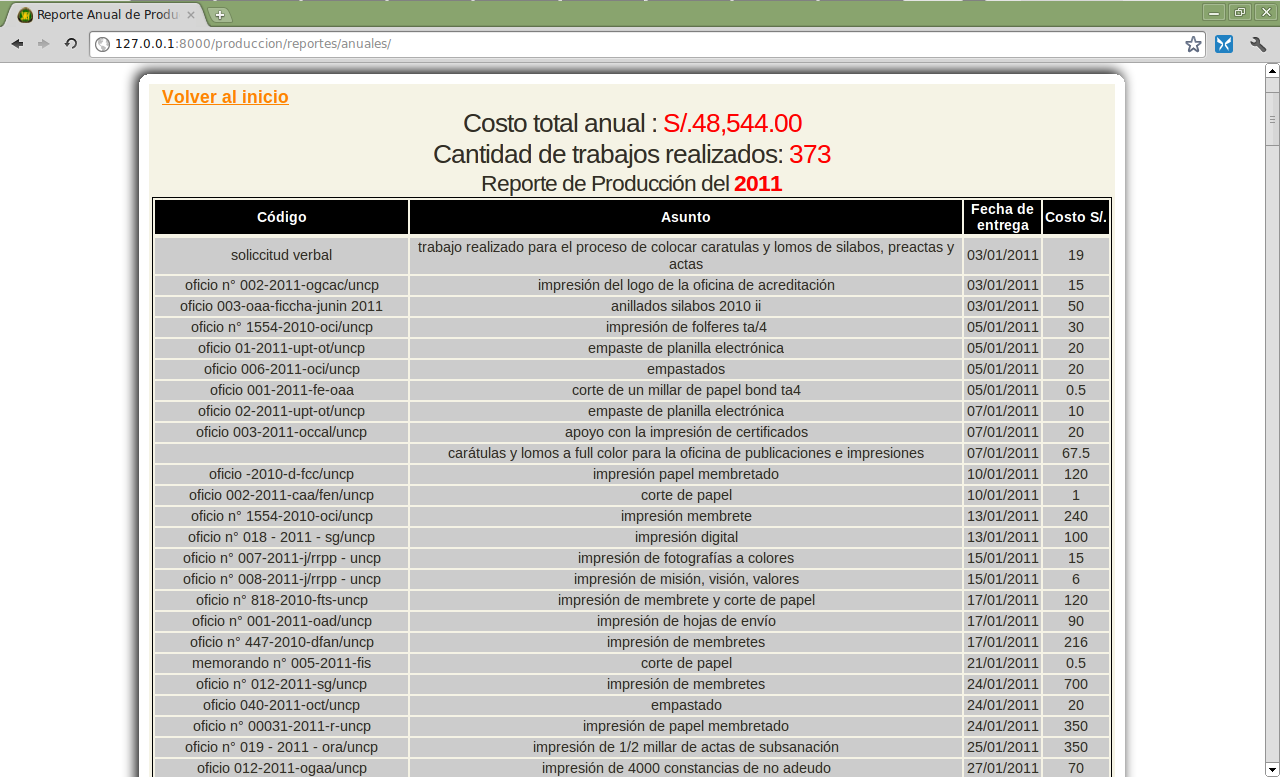 Reporte Anual de Produ
127.0.0.1:8000/produccion/reportes/anuales/
Volver al inicio
Costo total anual : S/.48,544.00
Cantidad de trabajos realizados: 373
Reporte de Producción del 2011
Código Asunto Fecha de entrega Costo S/.
soliccitud verbal trabajo realizado para el proceso de colocar caratulas y lomos de silabos, preactas y actas 03/01/2011 19
oficio n° 002-2011-ogcac/uncp impresión del logo de la oficina de acreditación 03/01/2011 15
oficio 003-oaa-ficcha-junin 2011 anillados silabos 2010 ii 03/01/2011 50
oficio n° 1554-2010-oci/uncp impresión de folferes ta/4 05/01/2011 30
oficio 01-2011-upt-ot/uncp empaste de planilla electrónica 05/01/2011 20
oficio 006-2011-oci/uncp empastados 05/01/2011 20
oficio 001-2011-fe-oaa corte de un millar de papel bond ta4 05/01/2011 0.5
oficio 02-2011-upt-ot/uncp empaste de planilla electrónica 07/01/2011 10
oficio 003-2011-occal/uncp apoyo con la impresión de certificados 07/01/2011 20
carátulas y lomos a full color para la oficina de publicaciones e impresiones 07/01/2011 67.5
oficio -2010-d-fcc/uncp impresión papel membretado 10/01/2011 120
oficio 002-2011-caa/fen/uncp corte de papel 10/01/2011 1
oficio n° 1554-2010-oci/uncp impresión membrete 13/01/2011 240
oficio n° 018 - 2011 - sg/uncp impresión digital 13/01/2011 100
oficio n° 007-2011-j/rrpp - uncp impresión de fotografías a colores 15/01/2011 15
oficio n° 008-2011-j/rrpp - uncp impresión de misión, visión, valores 15/01/2011 6
oficio n° 818-2010-fts-uncp impresión de membrete y corte de papel 17/01/2011 120
oficio n° 001-2011-oad/uncp impresión de hojas de envío 17/01/2011 90
oficio n° 447-2010-dfan/uncp impresión de membretes 17/01/2011 216
memorando n° 005-2011-fis corte de papel 21/01/2011 0.5
oficio n° 012-2011-sg/uncp impresión de membretes 24/01/2011 700
oficio 040-2011-oct/uncp empastado 24/01/2011 20
oficio n° 00031-2011-r-uncp impresión de papel membretado 24/01/2011 350
oficio n° 019 - 2011 - ora/uncp impresión de 1/2 millar de actas de subsanación 25/01/2011 350
oficio 012-2011-ogaa/uncp impresión de 4000 constancias de no adeudo 27/01/2011 70